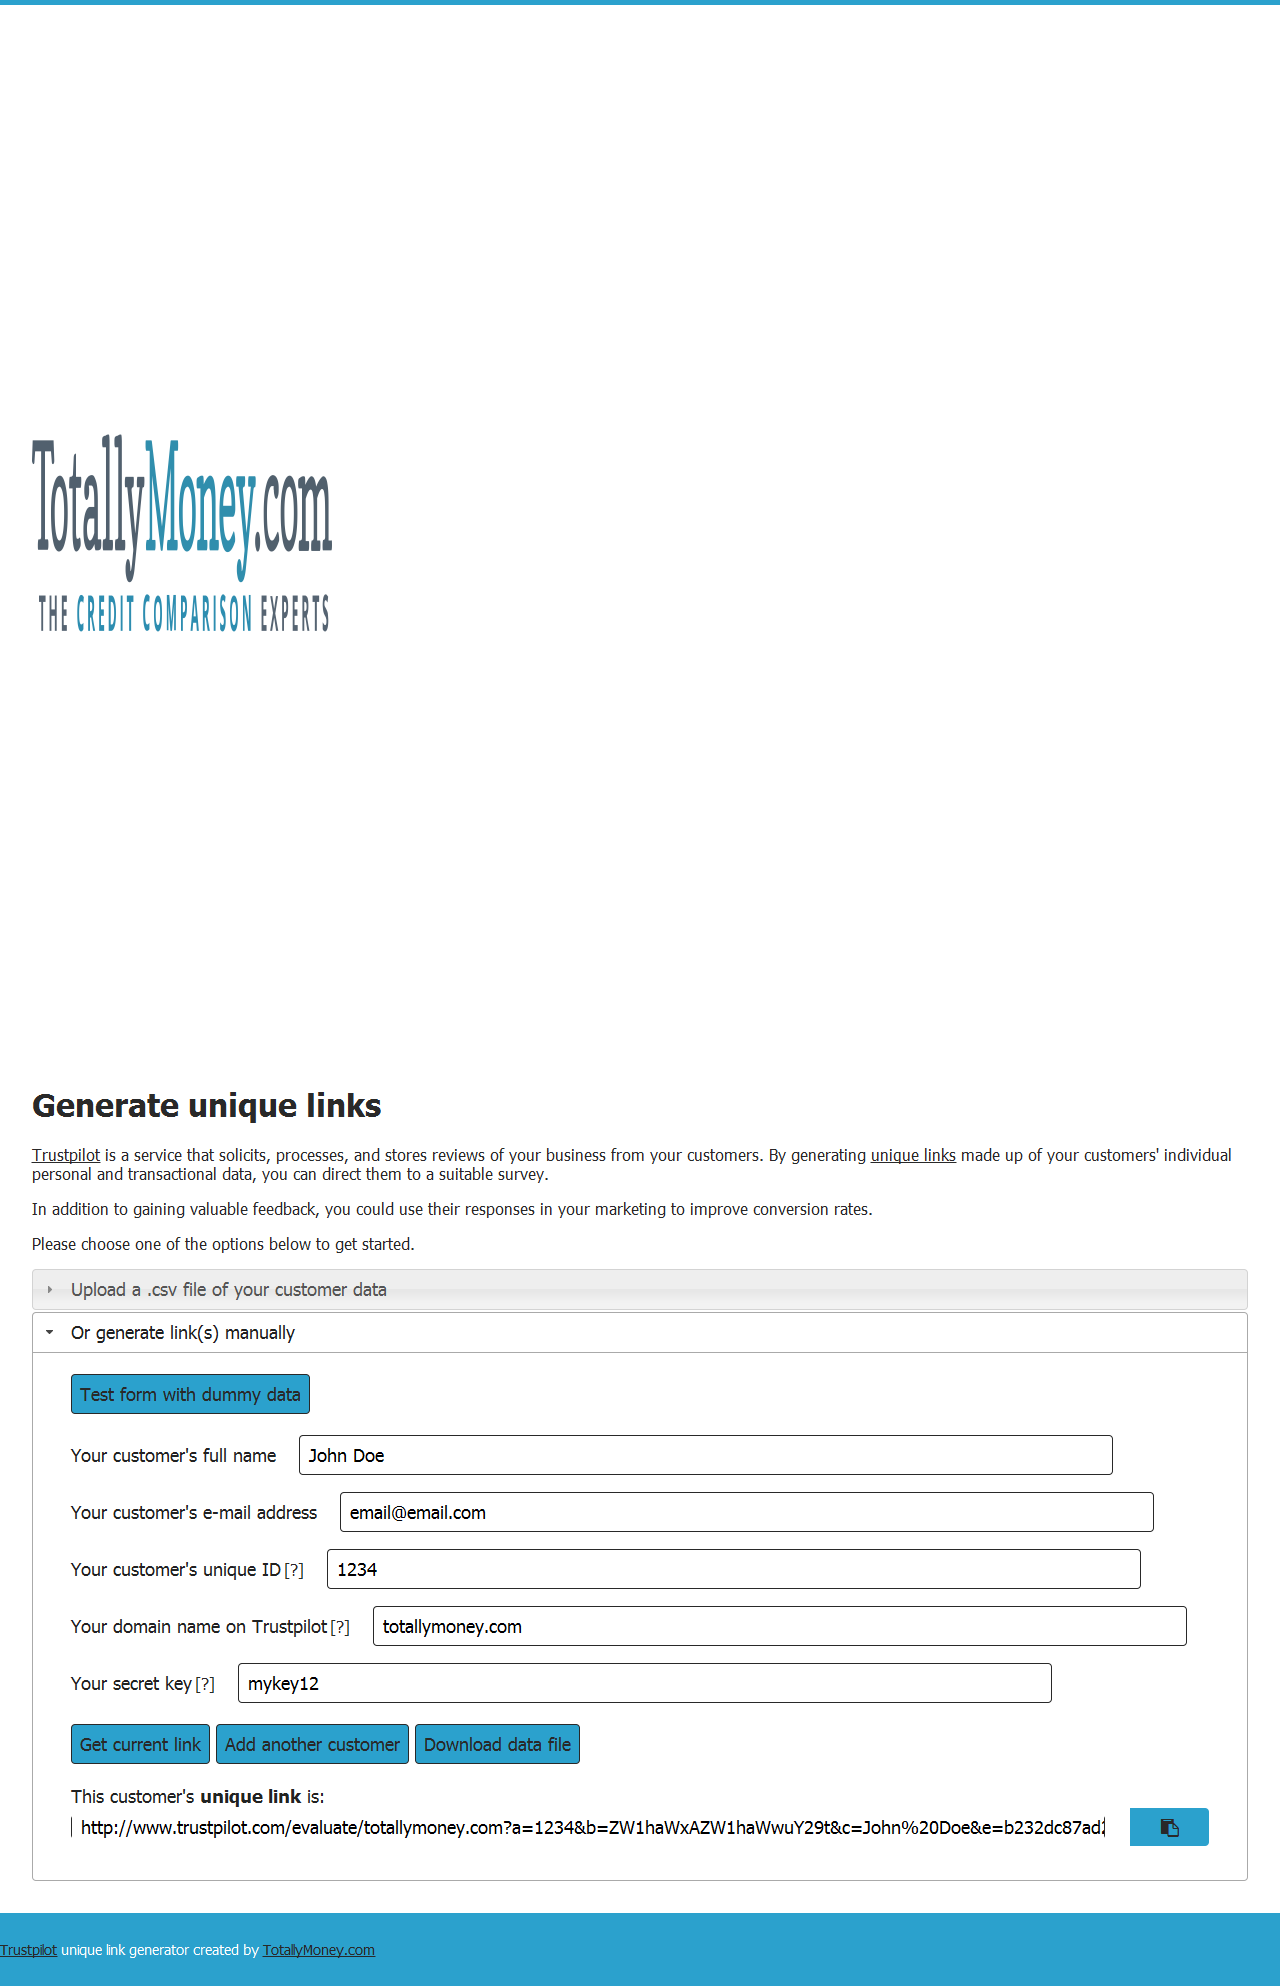 TotallyMoney.com
THE CREDIT COMPARISON EXPERTS
Generate unique links
Trustpilot is a service that solicits, processes, and stores reviews of your business from your customers. By generating unique links made up of your customers' individual
personal and transactional data, you can direct them to a suitable survey.
In addition to gaining valuable feedback, you could use their responses in your marketing to improve conversion rates.
Please choose one of the options below to get started.
Upload a .csv file of your customer data
Or generate link(s) manually
Test form with dummy data
Your customer's full name John Doe
Your customer's e-mail address email@email.com
Your customer's unique ID [?] 1234
Your domain name on Trustpilot [?] totallymoney.com
Your secret key [?] mykey12
Get current link Add another customer Download data file
This customer's unique link is:
http://www.trustpilot.com/evaluate/totallymoney.com?a=1234&b=ZW1haWxAZW1haWwuY29t&c=John%20Doe&e=b232dc87ad2
Trustpilot unique link generator created by TotallyMoney.com